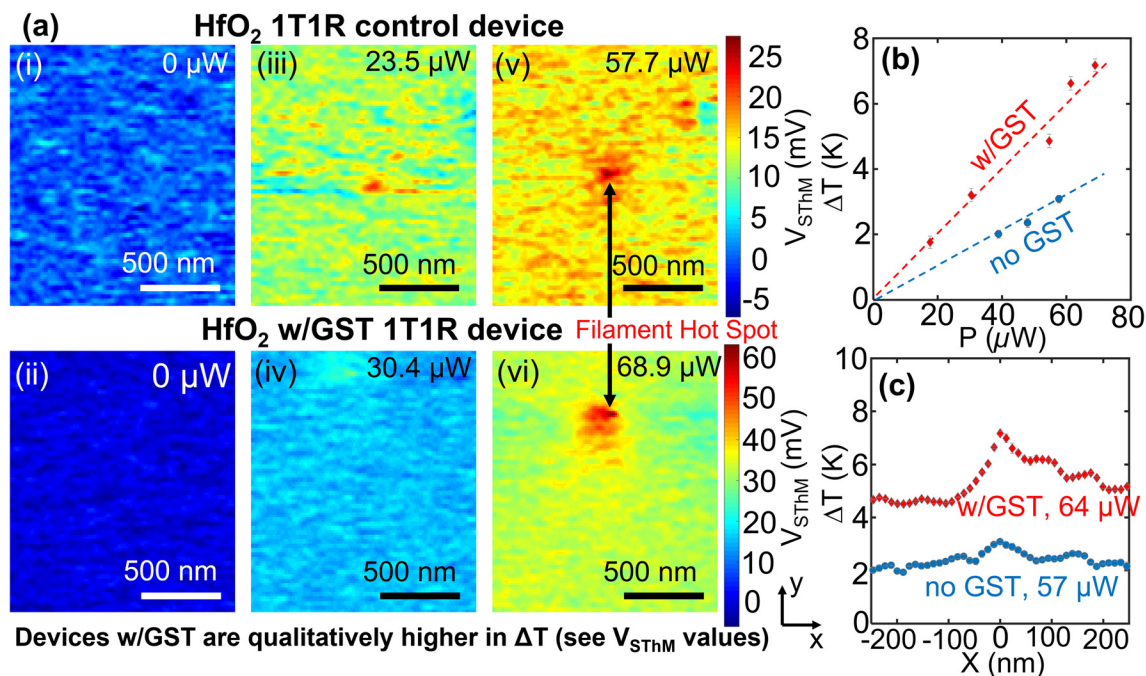 (a) HfO₂ 1T1R control device
(i) 0 µW
500 nm
(iii) 23.5 µW
500 nm
(v) 57.7 µW
500 nm
25
20
15
10
5
0
-5
V_SThM (mV)
HfO₂ w/GST 1T1R device
Filament Hot Spot
(ii) 0 µW
500 nm
(iv) 30.4 µW
500 nm
(vi) 68.9 µW
500 nm
60
50
40
30
20
10
0
V_SThM (mV)
y
x
Devices w/GST are qualitatively higher in ΔT (see V_SThM values)
(b)
8
6
4
2
0
ΔT (K)
w/GST
no GST
0 20 40 60 80
P (µW)
(c)
10
8
6
4
2
0
ΔT (K)
w/GST, 64 µW
no GST, 57 µW
-200 -100 0 100 200
X (nm)